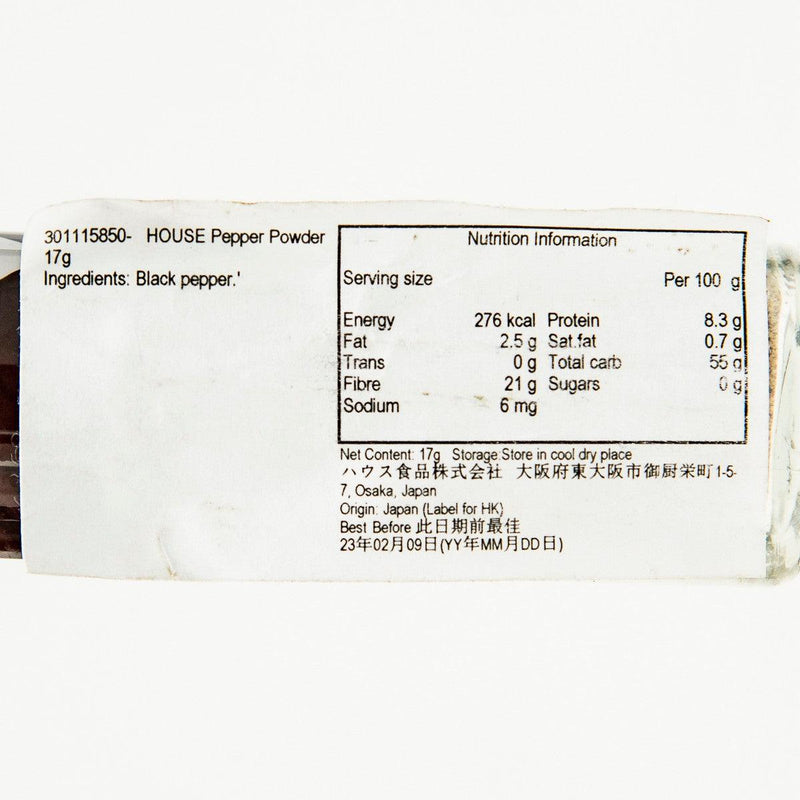 301115850- HOUSE Pepper Powder
17g
Ingredients: Black pepper.'
Nutrition Information
Serving size Per 100 g
Energy 276 kcal Protein 8.3 g
Fat 2.5 g Sat.fat 0.7 g
Trans 0 g Total carb 55 g
Fibre 21 g Sugars 0 g
Sodium 6 mg
Net Content: 17g Storage:Store in cool dry place
ハウス食品株式会社 大阪府東大阪市御厨栄町1-5-
7, Osaka, Japan
Origin: Japan (Label for HK)
Best Before 此日期前最佳
23年02月09日(YY年MM月DD日)